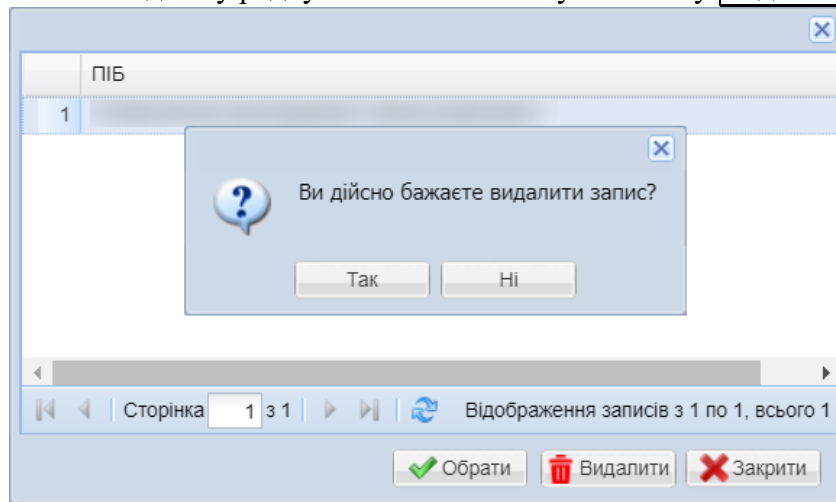 ПІБ
1
Ви дійсно бажаєте видалити запис?
Так Ні
Сторінка 1 з 1 Відображення записів з 1 по 1, всього 1
Обрати Видалити Закрити